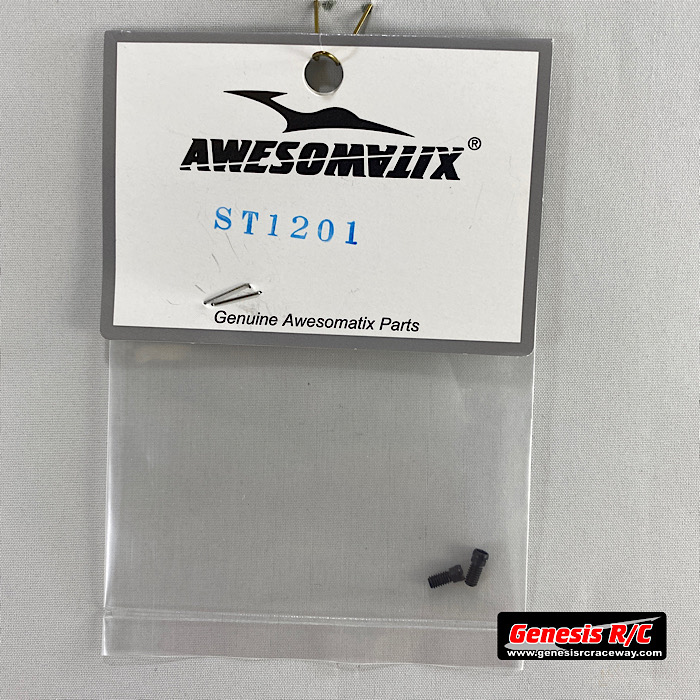 AWESOMATIX®
ST1201
Genuine Awesomatix Parts
Genesis R/C
www.genesisrcraceway.com